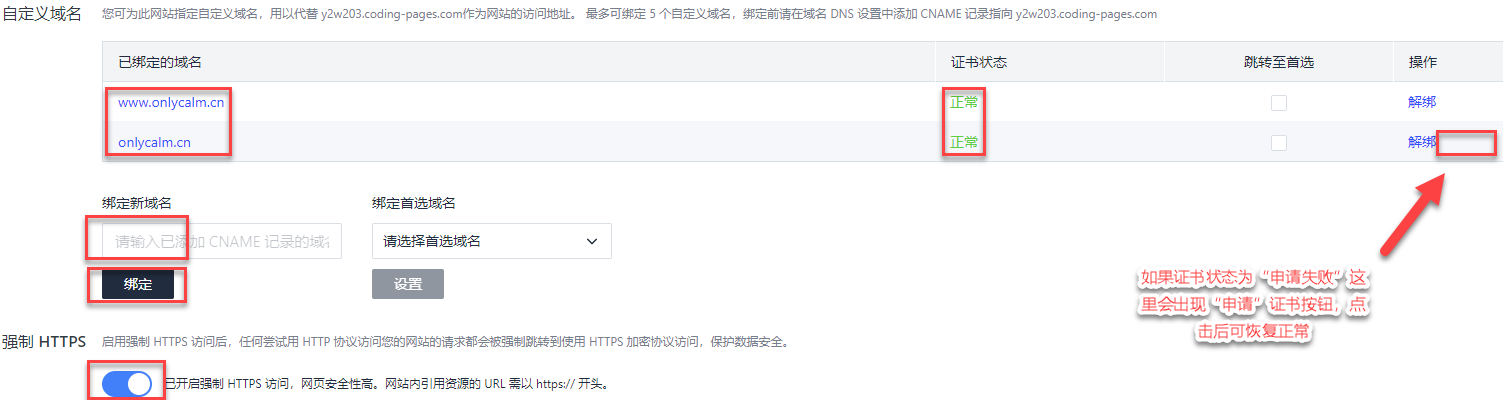 自定义域名 您可为此网站指定自定义域名，用以代替 y2w203.coding-pages.com作为网站的访问地址。 最多可绑定 5 个自定义域名，绑定前请在域名 DNS 设置中添加 CNAME 记录指向 y2w203.coding-pages.com
已绑定的域名 证书状态 跳转至首选 操作
www.onlycalm.cn 正常 解绑
onlycalm.cn 正常 解绑
绑定新域名 绑定首选域名
请输入已添加 CNAME 记录的域名 请选择首选域名
绑定 设置
如果证书状态为“申请失败”这
里会出现“申请”证书按钮，点
击后可恢复正常
强制 HTTPS 启用强制 HTTPS 访问后，任何尝试用 HTTP 协议访问您的网站的请求都会被强制跳转到使用 HTTPS 加密协议访问，保护数据安全。
已开启强制 HTTPS 访问，网页安全性高。网站内引用资源的 URL 需以 https:// 开头。